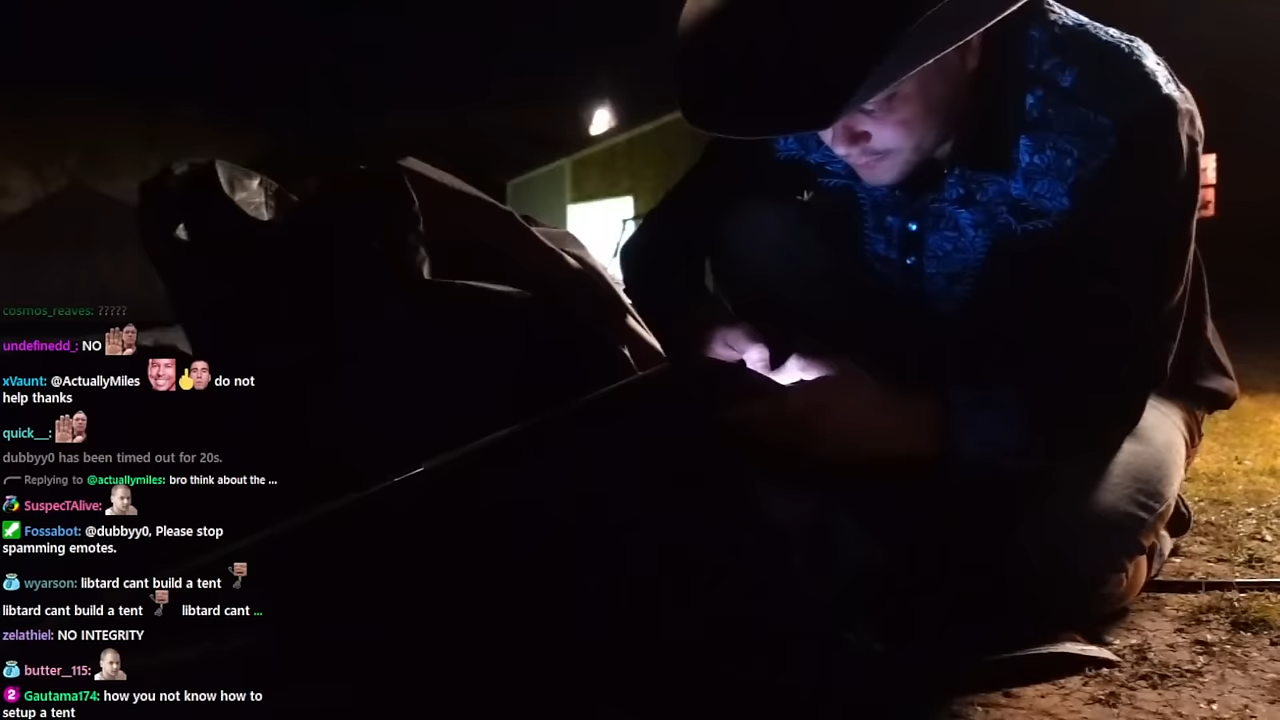 cosmos_reaves: ?????
undefinedd_: NO
xVaunt: @ActuallyMiles do not
help thanks
quick__:
dubbyy0 has been timed out for 20s.
Replying to @actuallymiles: bro think about the ...
SuspecTAlive:
Fossabot: @dubbyy0, Please stop
spamming emotes.
wyarson: libtard cant build a tent
libtard cant build a tent libtard cant ...
zelathiel: NO INTEGRITY
butter__115:
2 Gautama174: how you not know how to
setup a tent